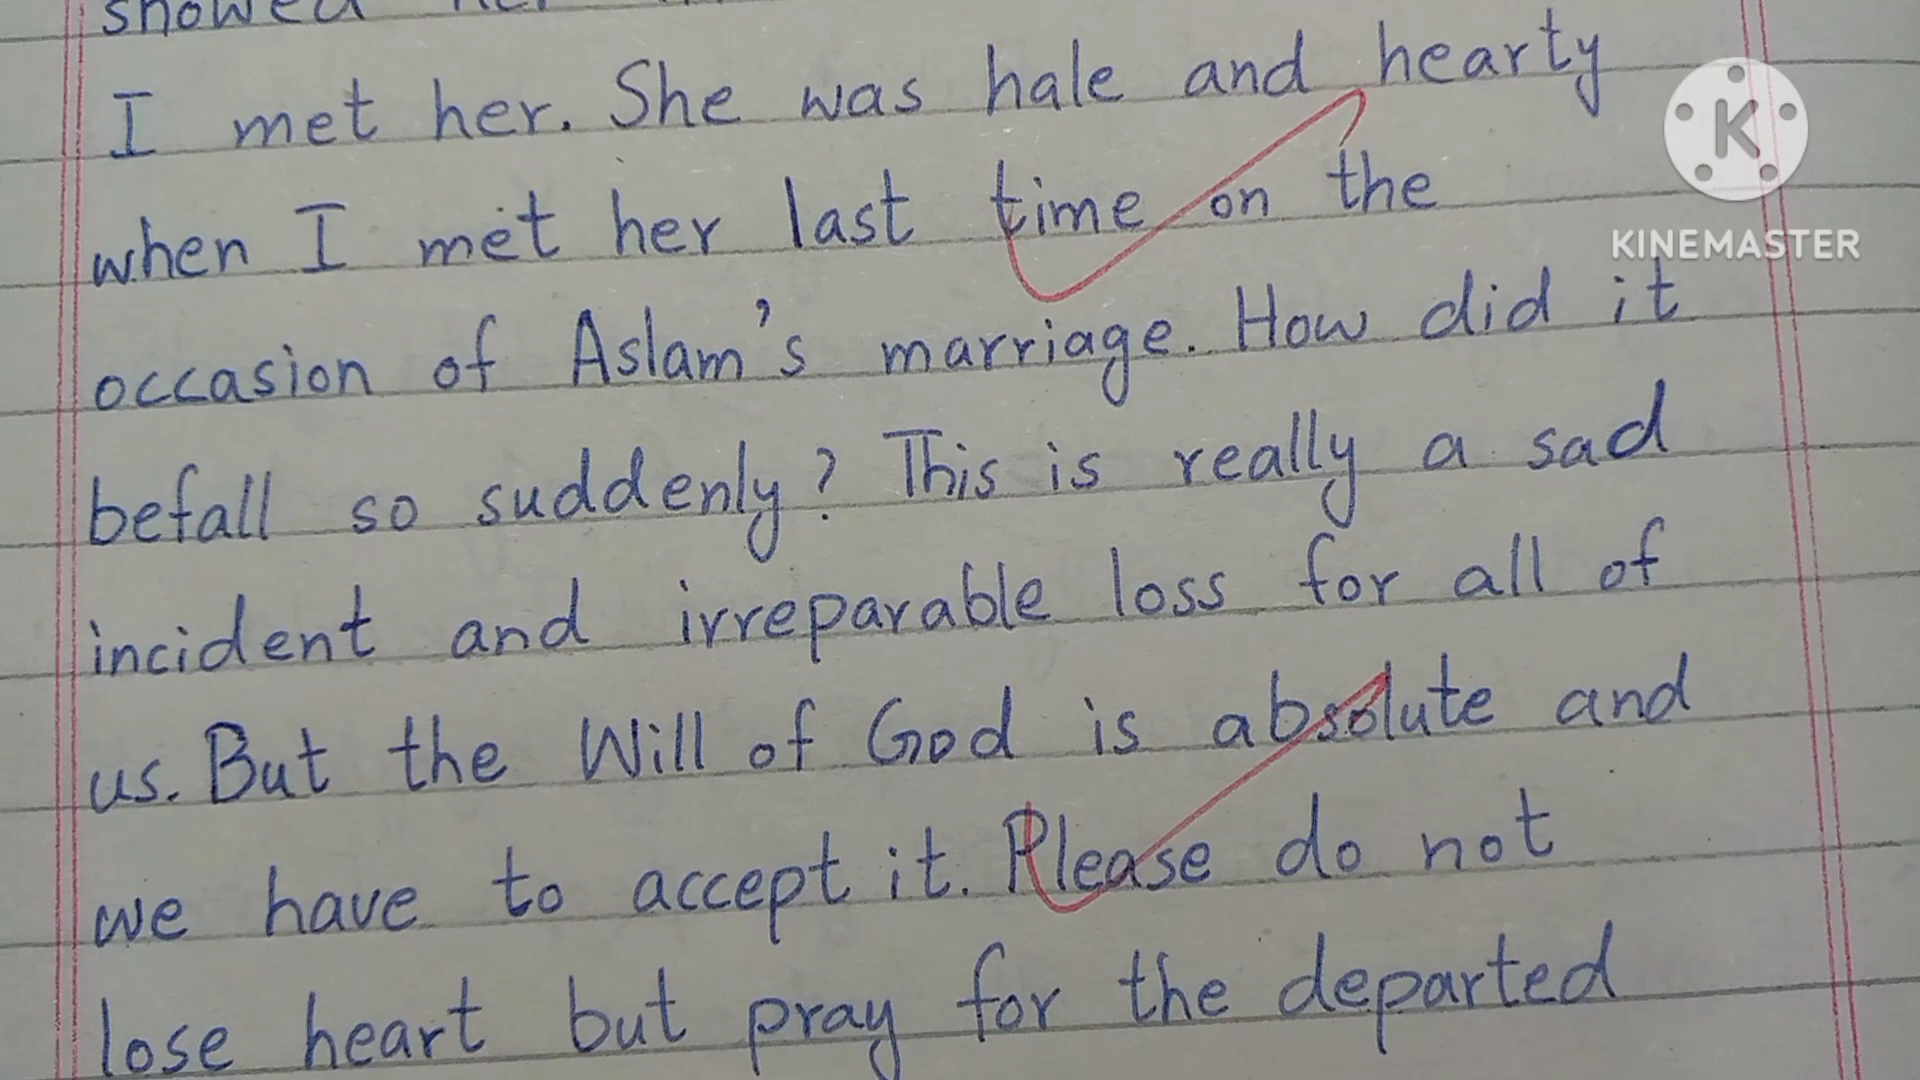 showed her
I met her. She was hale and hearty
when I met her last time on the
occasion of Aslam's marriage. How did it
befall so suddenly? This is really a sad
incident and irreparable loss for all of
us. But the Will of God is absolute and
we have to accept it. Please do not
lose heart but pray for the departed
K
KINEMASTER